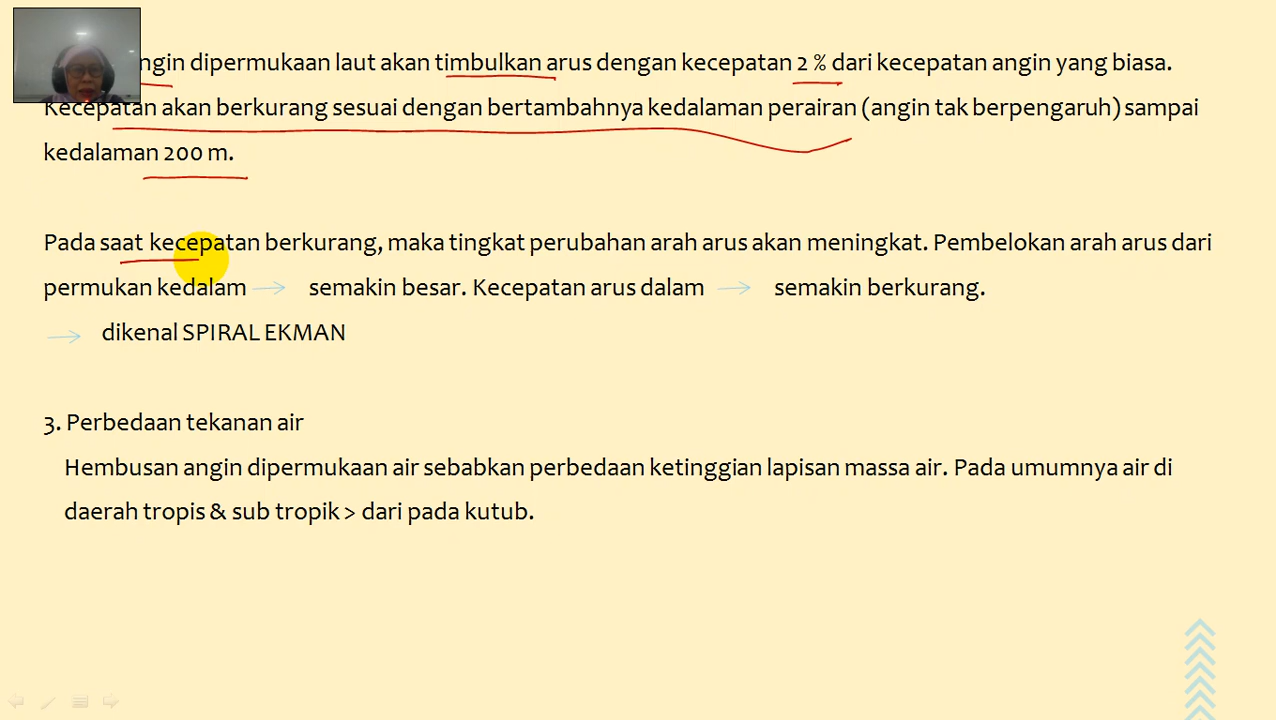 angin dipermukaan laut akan timbulkan arus dengan kecepatan 2 % dari kecepatan angin yang biasa.
Kecepatan akan berkurang sesuai dengan bertambahnya kedalaman perairan (angin tak berpengaruh) sampai
kedalaman 200 m.
Pada saat kecepatan berkurang, maka tingkat perubahan arah arus akan meningkat. Pembelokan arah arus dari
permukan kedalam → semakin besar. Kecepatan arus dalam → semakin berkurang.
→ dikenal SPIRAL EKMAN
3. Perbedaan tekanan air
Hembusan angin dipermukaan air sebabkan perbedaan ketinggian lapisan massa air. Pada umumnya air di
daerah tropis & sub tropik > dari pada kutub.